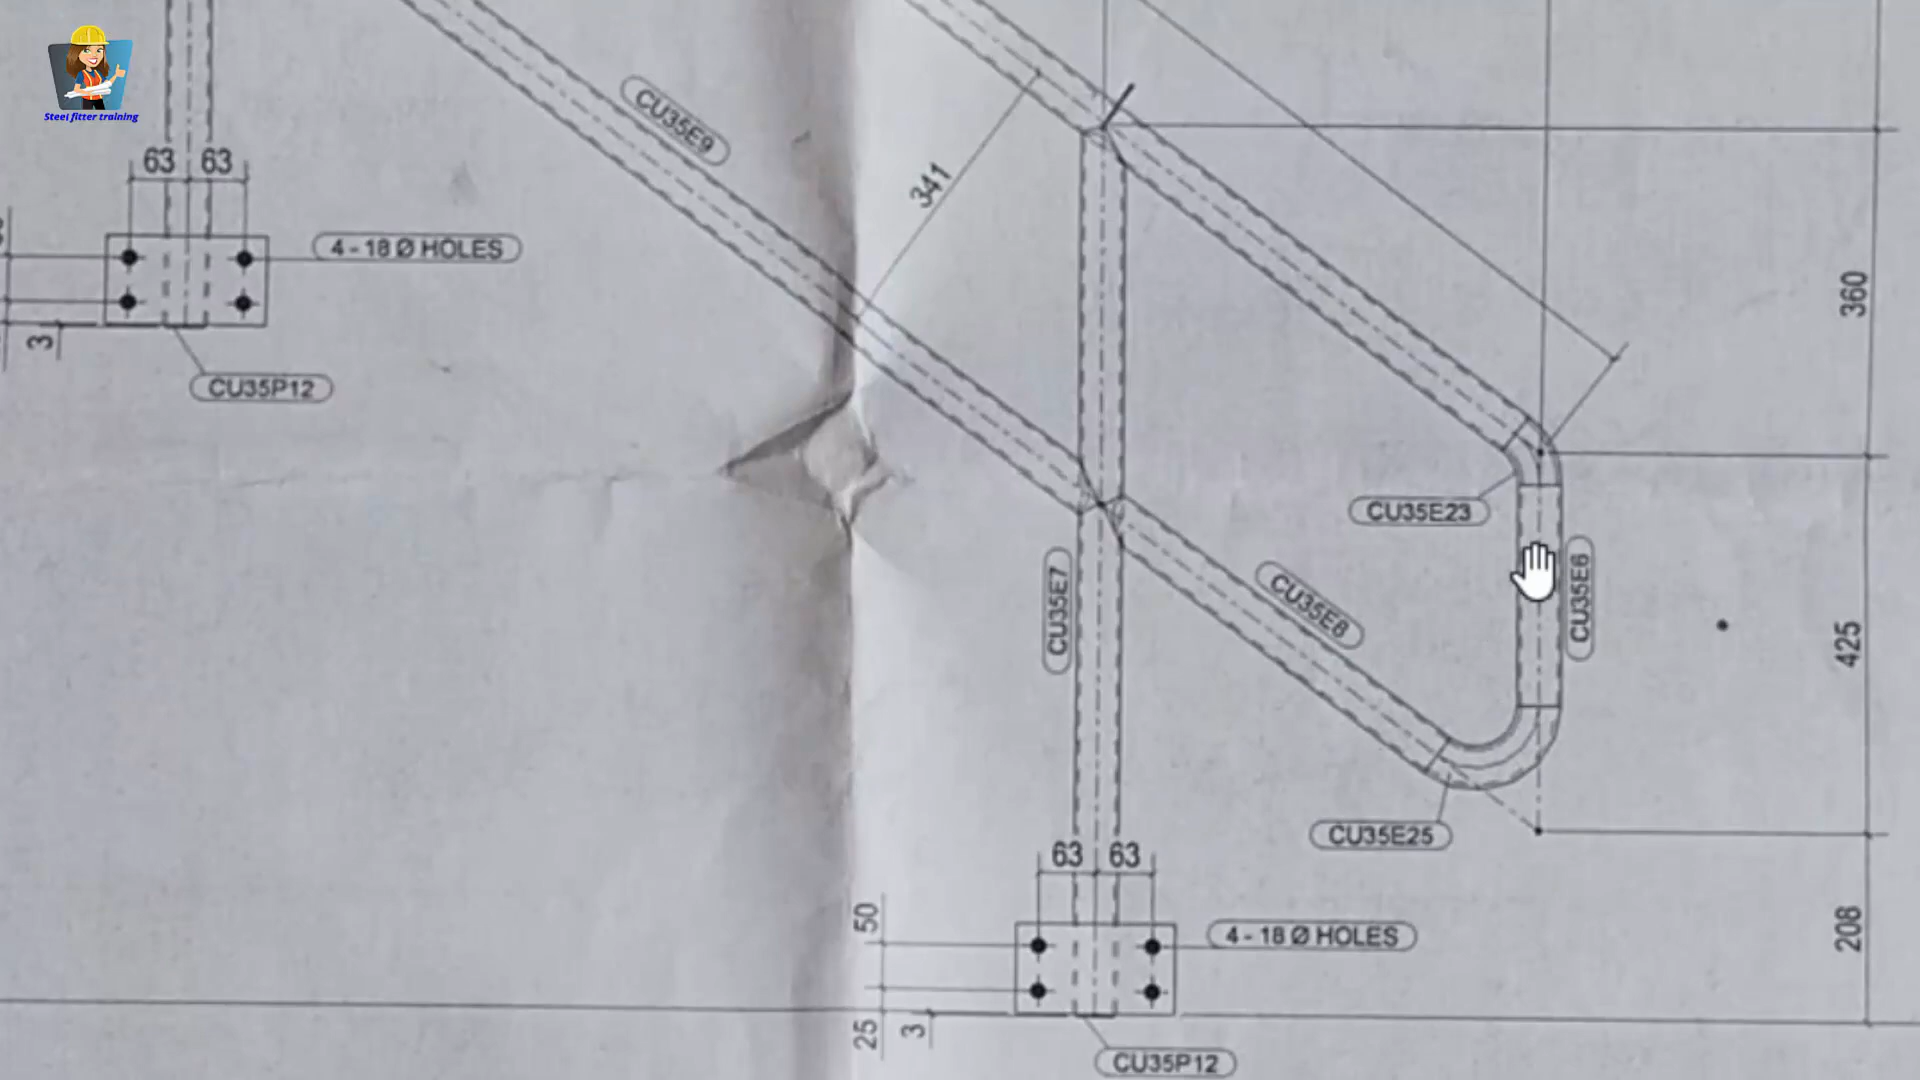 Steel fitter training
CU35E9
63 63
341
4 - 18 Ø HOLES
3
CU35P12
360
CU35E23
CU35E7
CU35E8
CU35E6
425
CU35E25
63 63
50
4 - 18 Ø HOLES
208
25
3
CU35P12